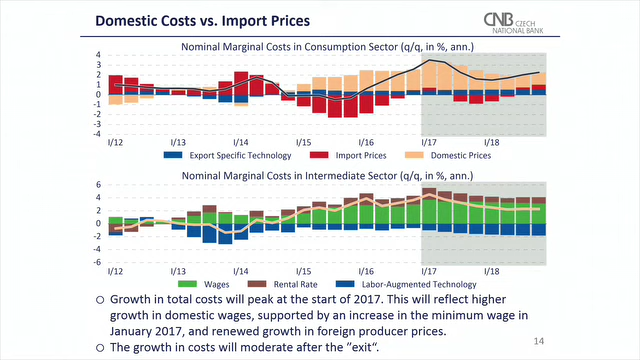 Domestic Costs vs. Import Prices
CNB CZECH
NATIONAL BANK
Nominal Marginal Costs in Consumption Sector (q/q, in %, ann.)
4
3
2
1
0
-1
-2
-3
-4
I/12 I/13 I/14 I/15 I/16 I/17 I/18
Export Specific Technology Import Prices Domestic Prices
Nominal Marginal Costs in Intermediate Sector (q/q, in %, ann.)
6
4
2
0
-2
-4
-6
I/12 I/13 I/14 I/15 I/16 I/17 I/18
Wages Rental Rate Labor-Augmented Technology
Growth in total costs will peak at the start of 2017. This will reflect higher
growth in domestic wages, supported by an increase in the minimum wage in
January 2017, and renewed growth in foreign producer prices.
The growth in costs will moderate after the "exit“.
14